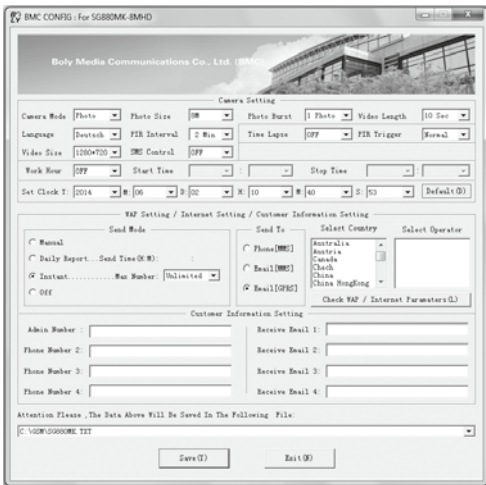 BMC CONFIG : For SG880MK-8MHD
Boly Media Communications Co., Ltd. (BMC)
Camera Setting
Camera Mode Photo Photo Size 8M Photo Burst 1 Photo Video Length 10 Sec
Language Deutsch PIR Interval 2 Min Time Lapse OFF PIR Trigger Normal
Video Size 1280*720 SMS Control OFF
Work Hour OFF Start Time : Stop Time :
Set Clock Y: 2014 M: 06 D: 02 H: 10 M: 40 S: 53 Default(D)
WAP Setting / Internet Setting / Customer Information Setting
Send Mode Send To Select Country Select Operator
Manual
Daily Report...Send Time(H:M): :
Instant...........Max Number: Unlimited
Off
Phone[MMS]
Email[MMS]
Email[GPRS]
Australia
Austria
Canada
Chech
China
China HongKong
Check WAP / Internet Paramaters(L)
Customer Information Setting
Admin Number : Receive Email 1:
Phone Number 2: Receive Email 2:
Phone Number 3: Receive Email 3:
Phone Number 4: Receive Email 4:
Attention Please ,The Data Above Will Be Saved In The Following File:
C:\GSM\SG880MK.TXT
Save(Y) Exit(N)